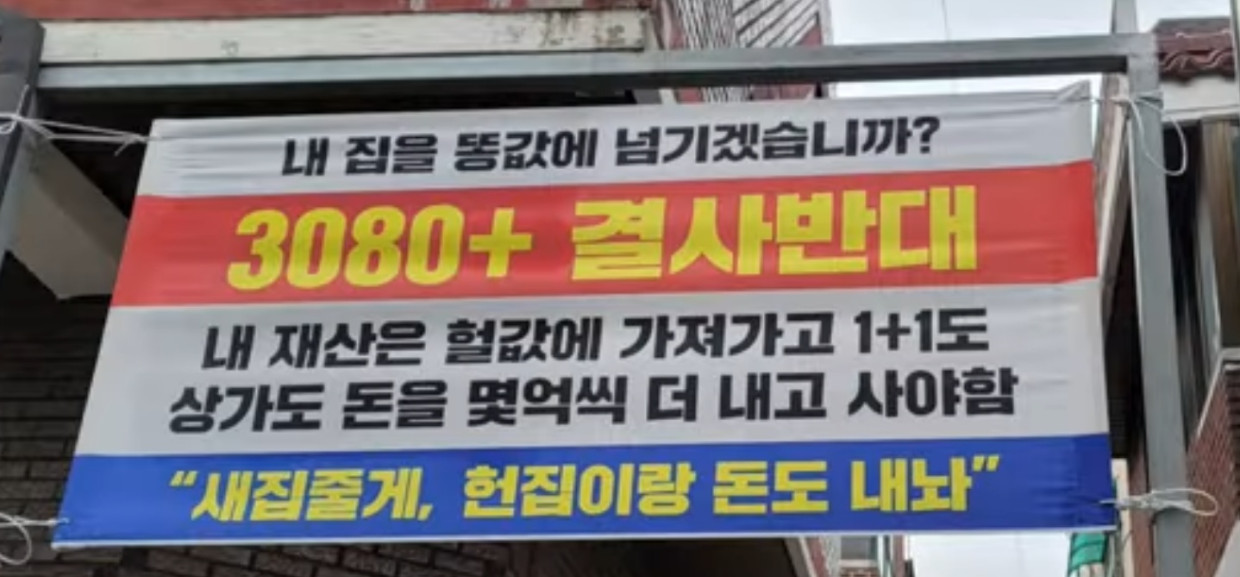 내 집을 똥값에 넘기겠습니까?
3080+ 결사반대
내 재산은 헐값에 가져가고 1+1도
상가도 돈을 몇억씩 더 내고 사야함
“새집줄게, 헌집이랑 돈도 내놔”